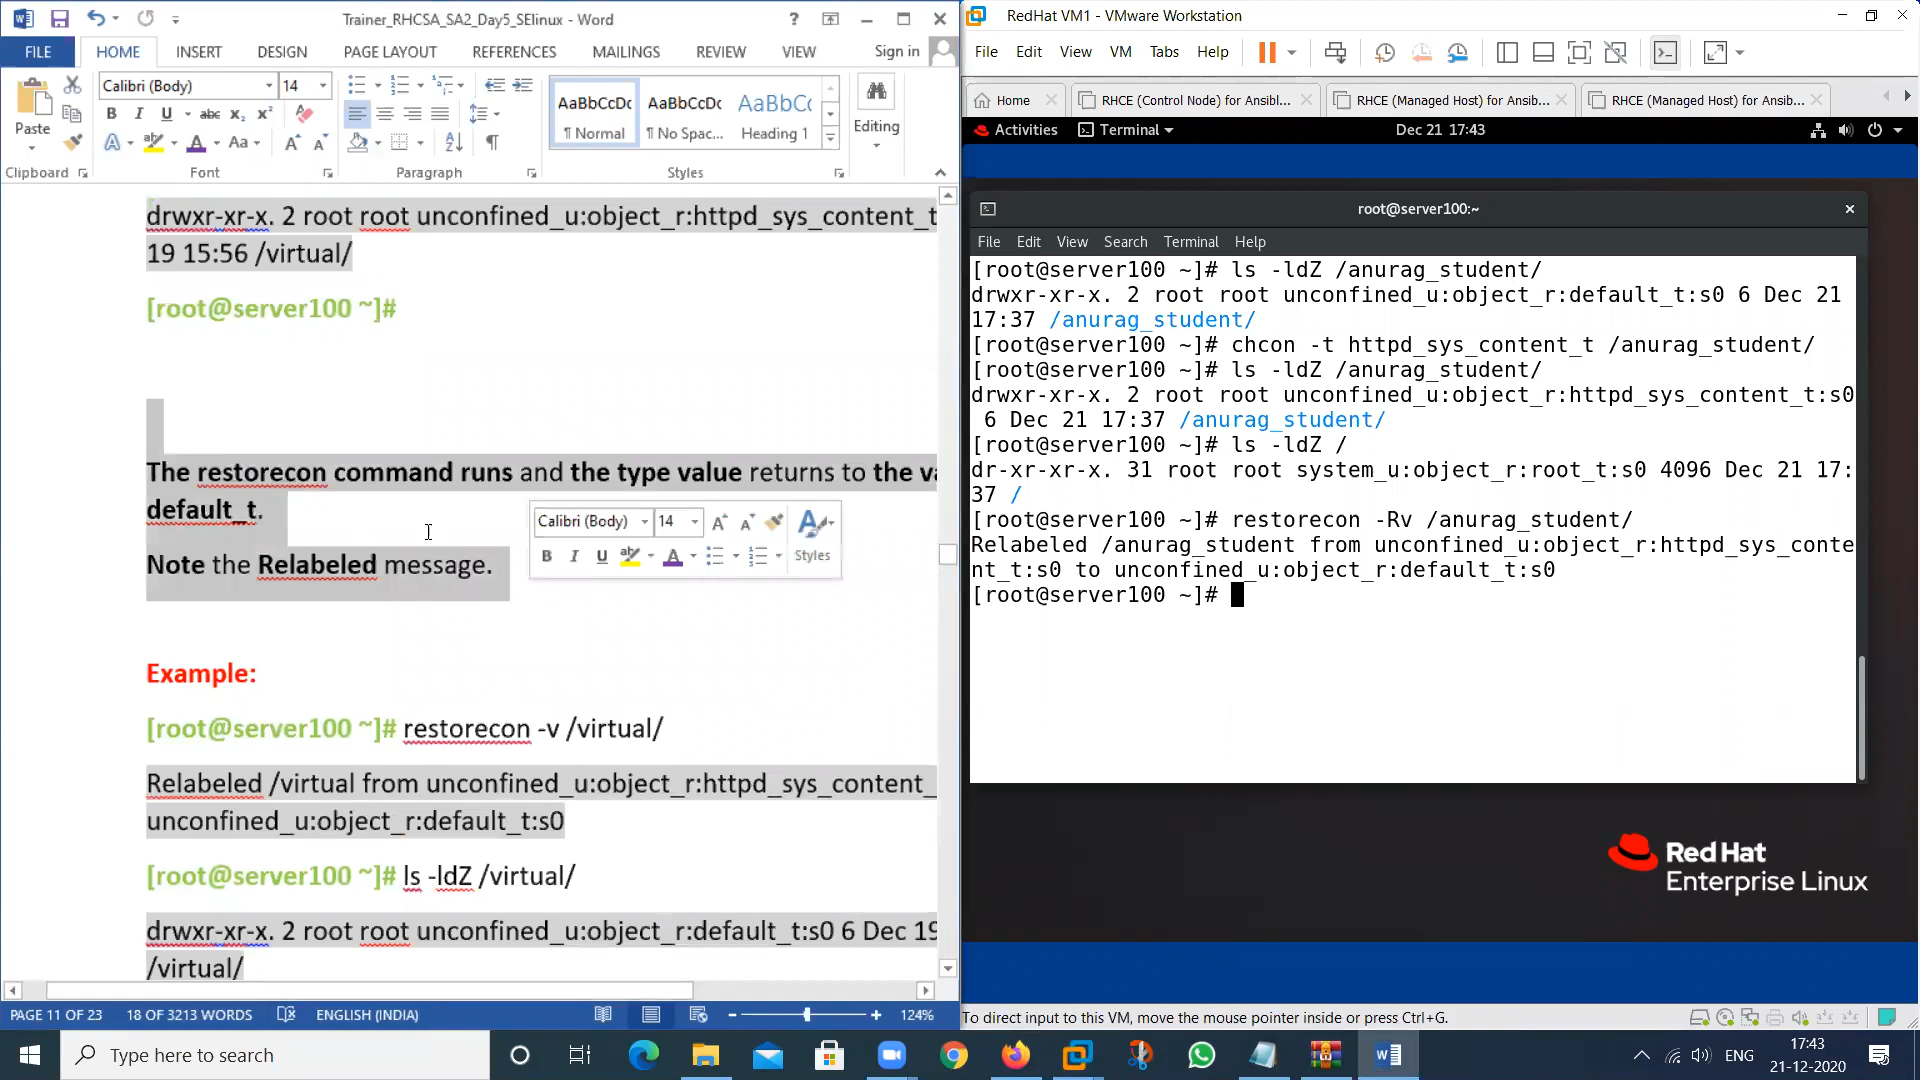 Trainer_RHCSA_SA2_Day5_SElinux - Word
FILE HOME INSERT DESIGN PAGE LAYOUT REFERENCES MAILINGS REVIEW VIEW Sign in
Calibri (Body) 14
Paste
AaBbCcDc AaBbCcDc AaBbCc
¶ Normal ¶ No Spac... Heading 1
Editing
Clipboard Font Paragraph Styles
drwxr-xr-x. 2 root root unconfined_u:object_r:httpd_sys_content_t
19 15:56 /virtual/
[root@server100 ~]#
The restorecon command runs and the type value returns to the va
default_t.
Calibri (Body) 14
Styles
Note the Relabeled message.
Example:
[root@server100 ~]# restorecon -v /virtual/
Relabeled /virtual from unconfined_u:object_r:httpd_sys_content_
unconfined_u:object_r:default_t:s0
[root@server100 ~]# ls -ldZ /virtual/
drwxr-xr-x. 2 root root unconfined_u:object_r:default_t:s0 6 Dec 19
/virtual/
PAGE 11 OF 23 18 OF 3213 WORDS ENGLISH (INDIA) 124%
RedHat VM1 - VMware Workstation
File Edit View VM Tabs Help
Home RHCE (Control Node) for Ansibl... RHCE (Managed Host) for Ansib... RHCE (Managed Host) for Ansib...
Activities Terminal Dec 21 17:43
root@server100:~
File Edit View Search Terminal Help
[root@server100 ~]# ls -ldZ /anurag_student/
drwxr-xr-x. 2 root root unconfined_u:object_r:default_t:s0 6 Dec 21
17:37 /anurag_student/
[root@server100 ~]# chcon -t httpd_sys_content_t /anurag_student/
[root@server100 ~]# ls -ldZ /anurag_student/
drwxr-xr-x. 2 root root unconfined_u:object_r:httpd_sys_content_t:s0
6 Dec 21 17:37 /anurag_student/
[root@server100 ~]# ls -ldZ /
dr-xr-xr-x. 31 root root system_u:object_r:root_t:s0 4096 Dec 21 17:
37 /
[root@server100 ~]# restorecon -Rv /anurag_student/
Relabeled /anurag_student from unconfined_u:object_r:httpd_sys_conte
nt_t:s0 to unconfined_u:object_r:default_t:s0
[root@server100 ~]#
Red Hat
Enterprise Linux
To direct input to this VM, move the mouse pointer inside or press Ctrl+G.
Type here to search
ENG
17:43
21-12-2020